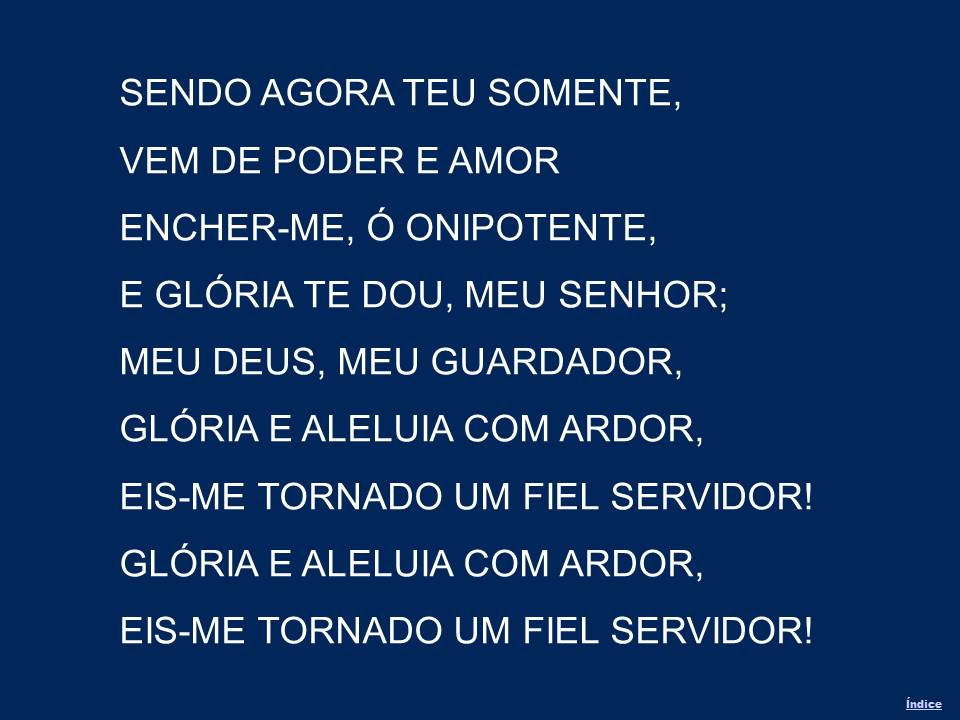 SENDO AGORA TEU SOMENTE,
VEM DE PODER E AMOR
ENCHER-ME, Ó ONIPOTENTE,
E GLÓRIA TE DOU, MEU SENHOR;
MEU DEUS, MEU GUARDADOR,
GLÓRIA E ALELUIA COM ARDOR,
EIS-ME TORNADO UM FIEL SERVIDOR!
GLÓRIA E ALELUIA COM ARDOR,
EIS-ME TORNADO UM FIEL SERVIDOR!
Índice